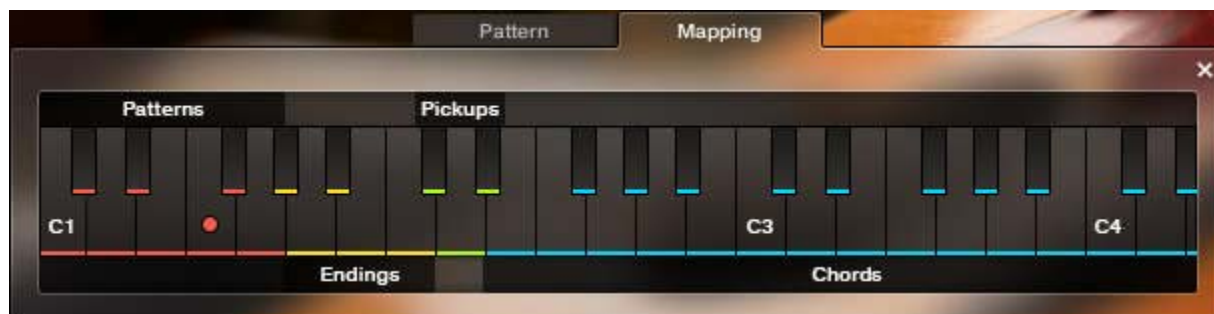 Pattern Mapping
×
Patterns Pickups
C1 C3 C4
Endings Chords